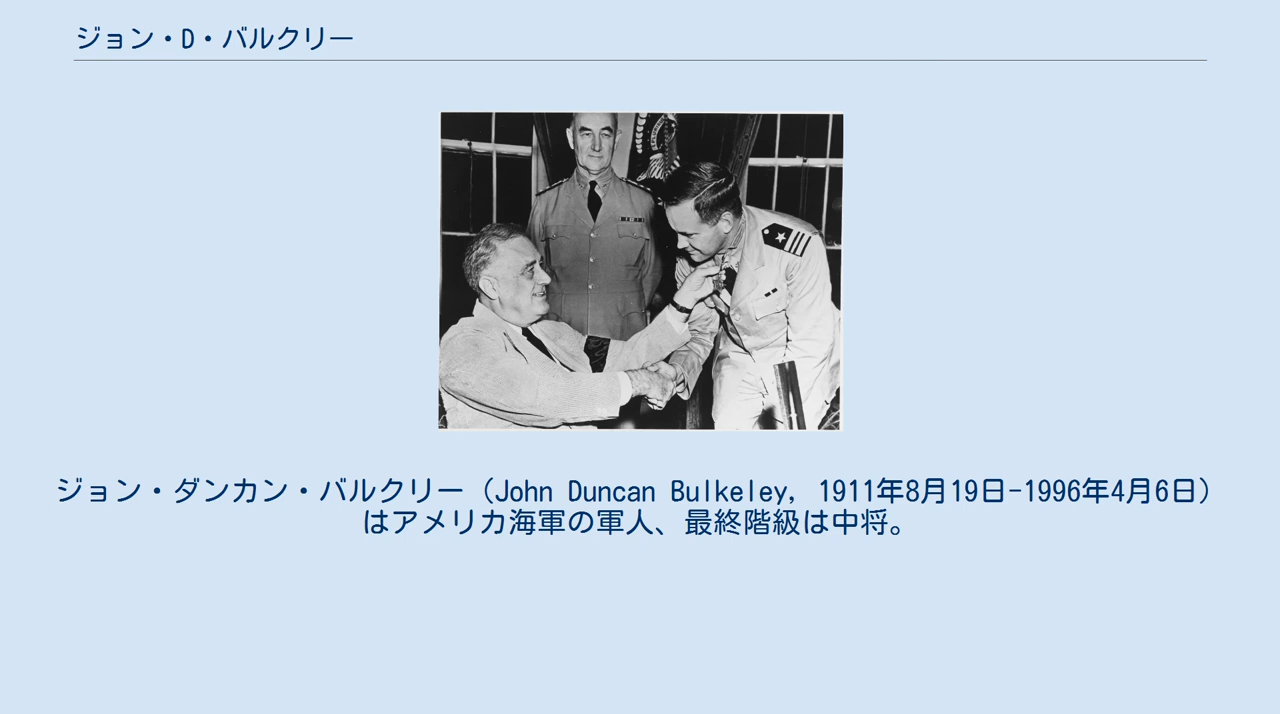 ジョン・D・バルクリー
ジョン・ダンカン・バルクリー（John Duncan Bulkeley, 1911年8月19日-1996年4月6日）
はアメリカ海軍の軍人、最終階級は中将。